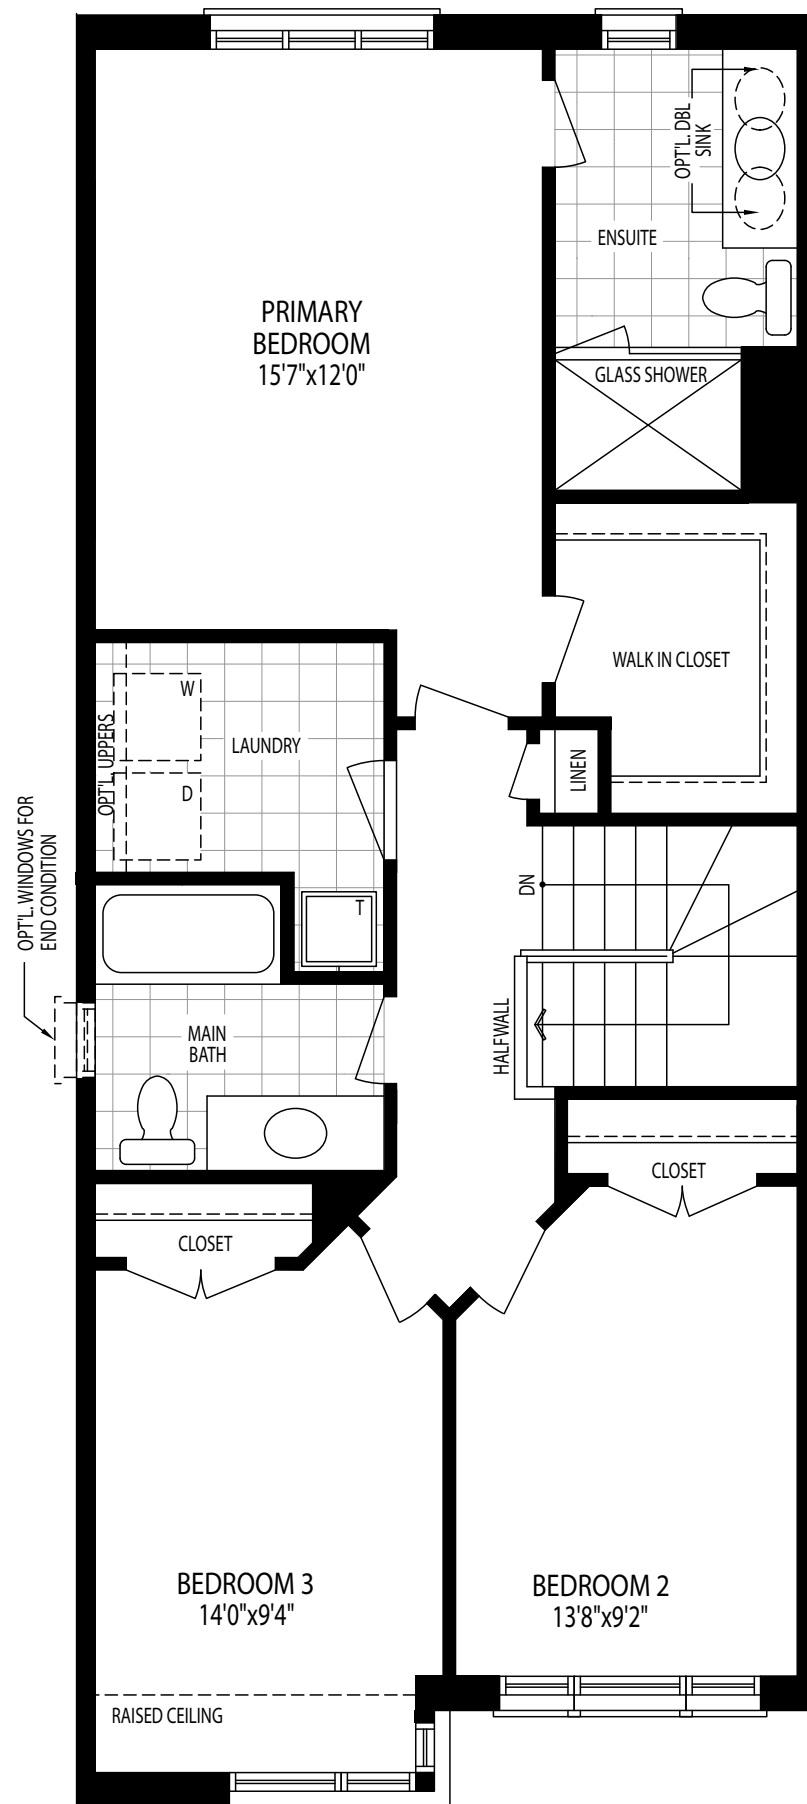 OPT'L. DBL
SINK
ENSUITE
PRIMARY
BEDROOM
15'7"x12'0"
GLASS SHOWER
WALK IN CLOSET
W
LAUNDRY
OPT'L. UPPERS
D
LINEN
OPT'L. WINDOWS FOR
END CONDITION
DN
T
HALFWALL
MAIN
BATH
CLOSET
CLOSET
BEDROOM 3
14'0"x9'4"
BEDROOM 2
13'8"x9'2"
RAISED CEILING